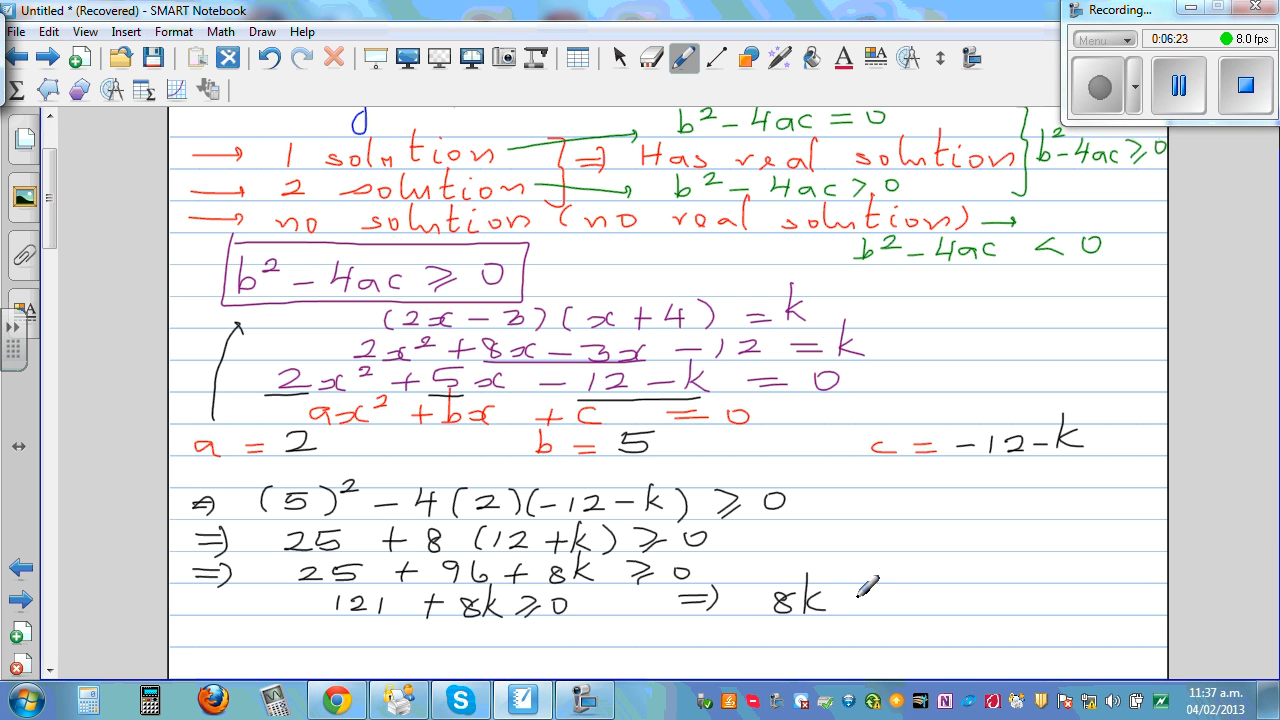 Untitled * (Recovered) - SMART Notebook
File Edit View Insert Format Math Draw Help
Recording...
Menu 0:06:23 8.0 fps
b² - 4ac = 0
→ 1 solution ⇒ Has real solution b² - 4ac ≥ 0
→ 2 solution → b² - 4ac > 0
→ no solution (no real solution) →
b² - 4ac < 0
b² - 4ac ≥ 0
(2x - 3)(x + 4) = k
2x² + 8x - 3x - 12 = k
2x² + 5x - 12 - k = 0
ax² + bx + c = 0
a = 2 b = 5 c = -12 - k
⇒ (5)² - 4(2)(-12 - k) ≥ 0
⇒ 25 + 8 (12 + k) ≥ 0
⇒ 25 + 96 + 8k ≥ 0
121 + 8k ≥ 0 ⇒ 8k
11:37 a.m.
04/02/2013